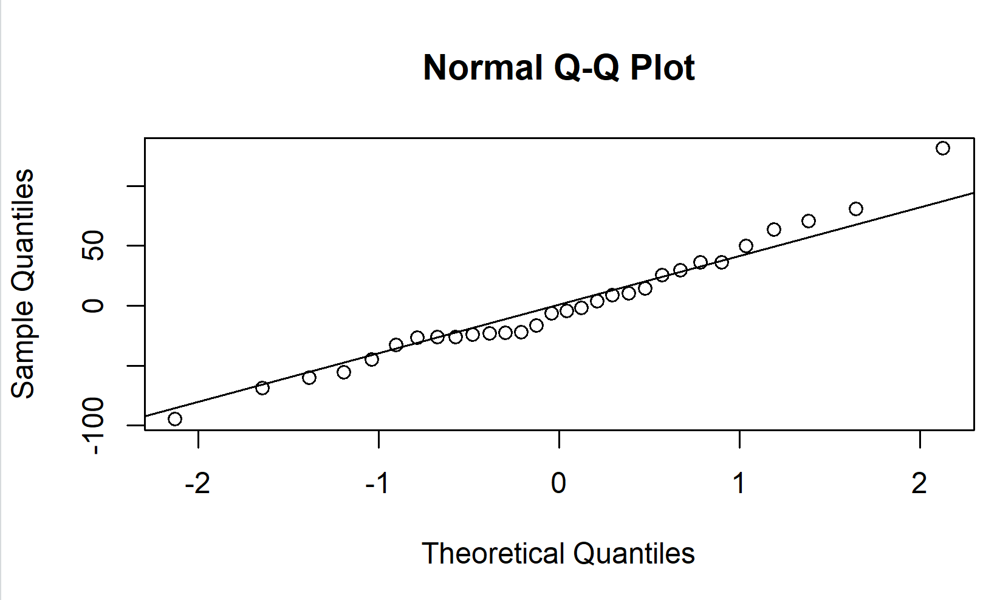 Normal Q-Q Plot
Sample Quantiles
50
0
-100
-2 -1 0 1 2
Theoretical Quantiles